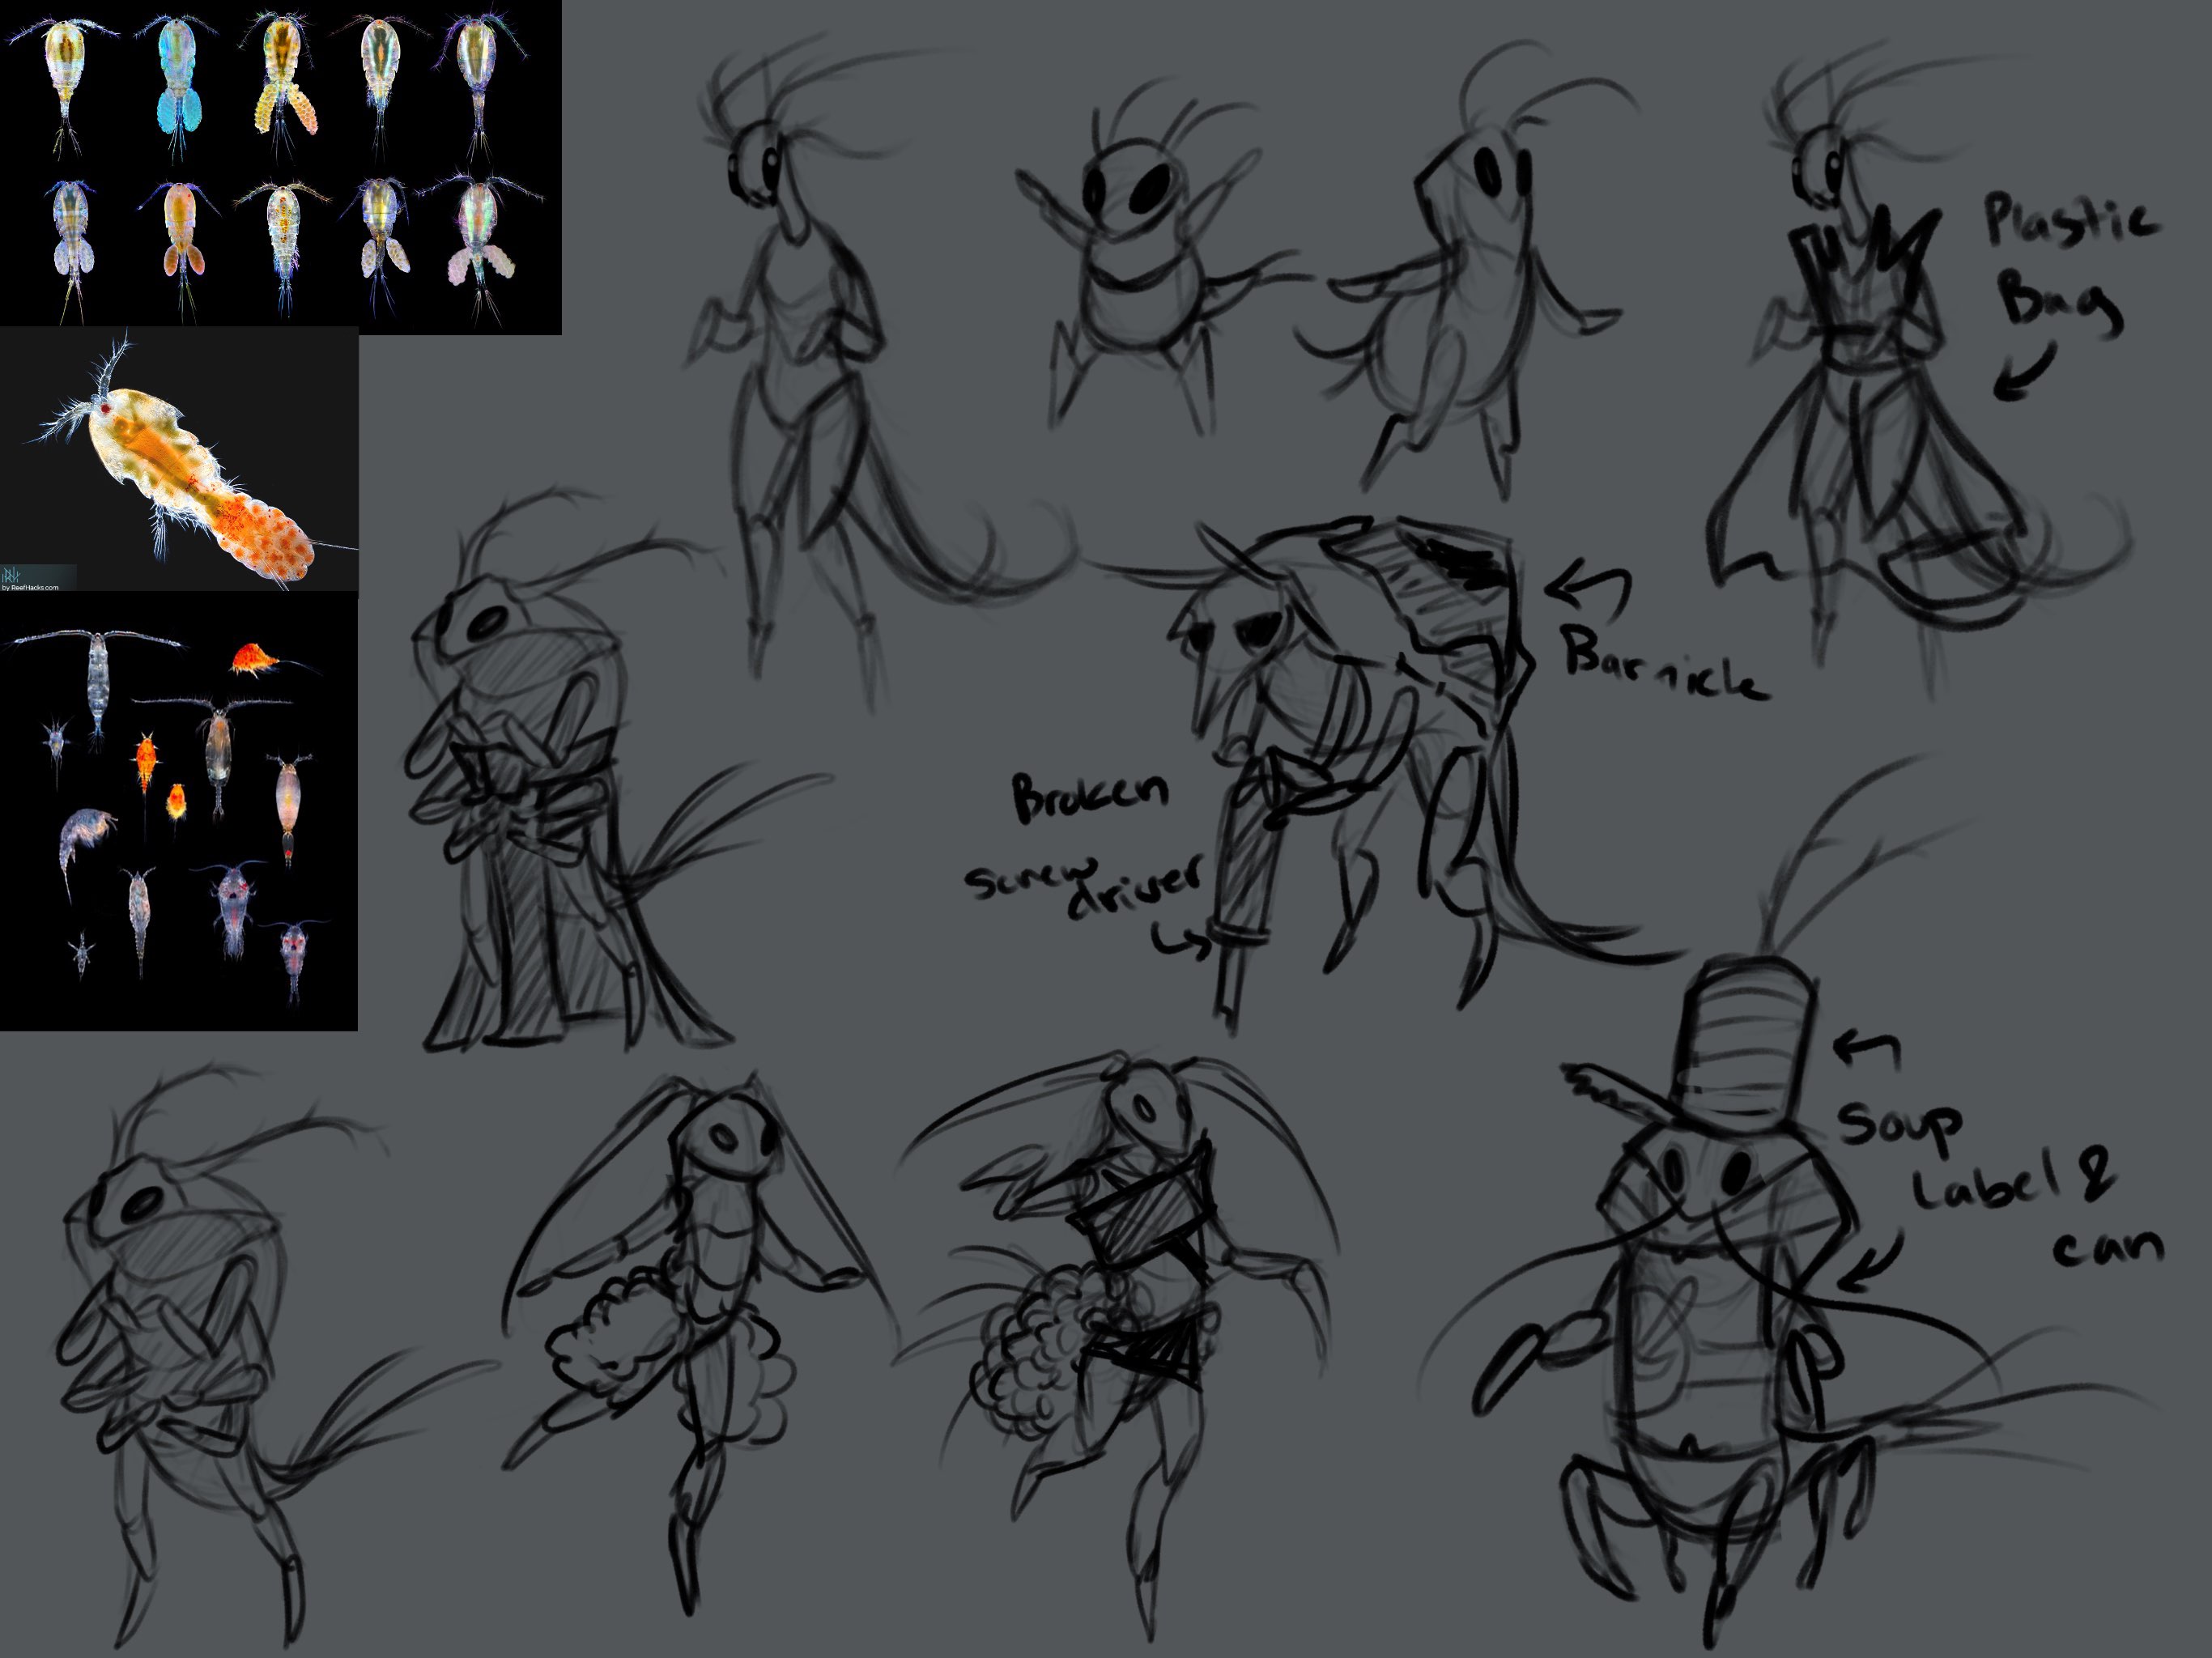 by ReefHacks.com
Plastic
Bag
Barnicle
Broken
screw
driver
Soup
Label &
can